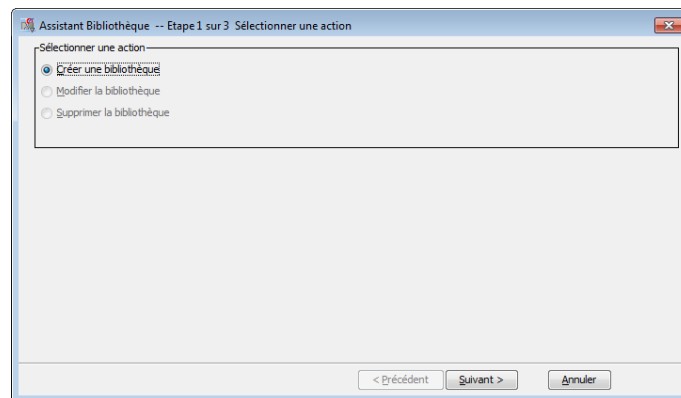 Assistant Bibliothèque -- Etape 1 sur 3 Sélectionner une action
Sélectionner une action
Créer une bibliothèque
Modifier la bibliothèque
Supprimer la bibliothèque
< Précédent Suivant > Annuler